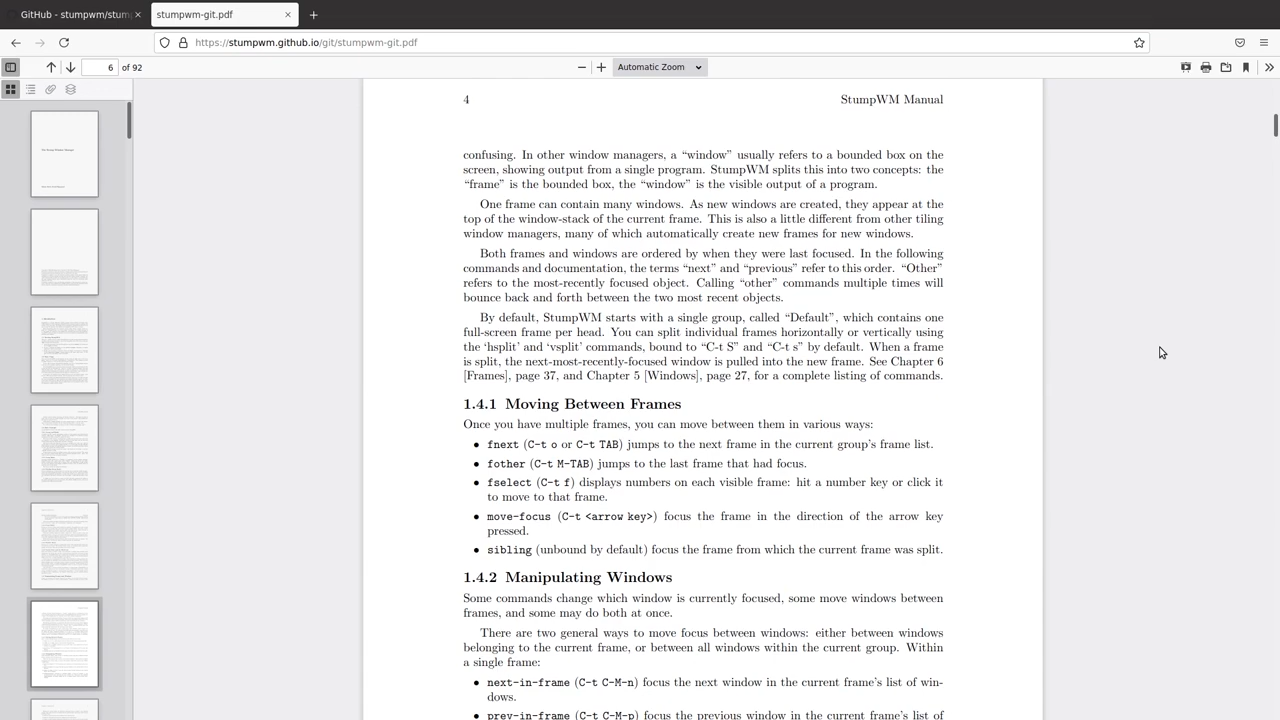 GitHub - stumpwm/stum
stumpwm-git.pdf
https://stumpwm.github.io/git/stumpwm-git.pdf
6 of 92
Automatic Zoom
4 StumpWM Manual
confusing. In other window managers, a “window” usually refers to a bounded box on the
screen, showing output from a single program. StumpWM splits this into two concepts: the
“frame” is the bounded box, the “window” is the visible output of a program.
One frame can contain many windows. As new windows are created, they appear at the
top of the window-stack of the current frame. This is also a little different from other tiling
window managers, many of which automatically create new frames for new windows.
Both frames and windows are ordered by when they were last focused. In the following
commands and documentation, the terms “next” and “previous” refer to this order. “Other”
refers to the most-recently focused object. Calling “other” commands multiple times will
bounce back and forth between the two most recent objects.
By default, StumpWM starts with a single group, called “Default”, which contains one
full-screen frame per head. You can split individual frames horizontally or vertically using
the ‘hsplit’ and ‘vsplit’ commands, bound to “C-t S” and “C-t s” by default. When a frame
is split, the next-most-recently-focused window is pulled into the new frame. See Chapter 6
[Frames], page 37, and Chapter 5 [Windows], page 27, for a complete listing of commands.
1.4.1 Moving Between Frames
Once you have multiple frames, you can move between them in various ways:
• fnext (C-t o or C-t TAB) jumps to the next frame in the current group's frame list.
fother (C-t M-TAB) jumps to the last frame that had focus.
• fselect (C-t f) displays numbers on each visible frame: hit a number key or click it
to move to that frame.
• move-focus (C-t <arrow key>) focus the frame in the direction of the arrow key
pressed.
• sibling (unbound by default) focus the frame from which the current frame was split.
1.4.2 Manipulating Windows
Some commands change which window is currently focused, some move windows between
frames, and some may do both at once.
There are two general ways to move focus between windows: either between windows
belonging to the current frame, or between all windows within the current group. Within
a single frame:
• next-in-frame (C-t C-M-n) focus the next window in the current frame's list of win-
dows.
• prev-in-frame (C-t C-M-p) focus the previous window in the current frame's list of